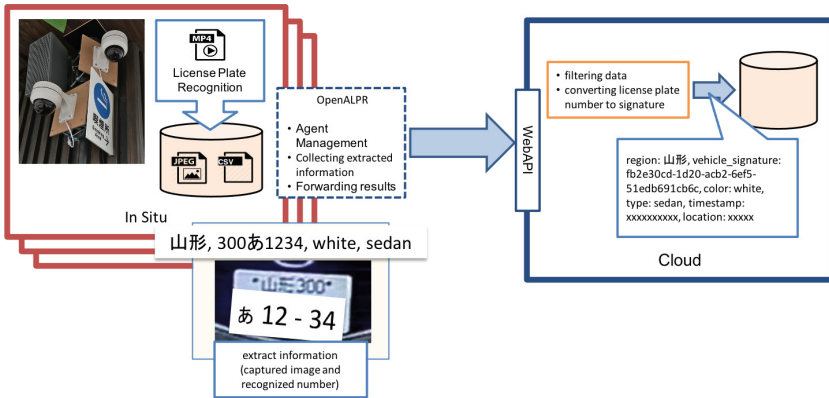 MP4
License Plate
Recognition
JPEG
CSV
In Situ
OpenALPR
• Agent
Management
• Collecting extracted
information
• Forwarding results
山形, 300あ1234, white, sedan
山形300
あ 12 - 34
extract information
(captured image and
recognized number)
WebAPI
• filtering data
• converting license plate
number to signature
region: 山形, vehicle_signature:
fb2e30cd-1d20-acb2-6ef5-
51edb691cb6c, color: white,
type: sedan, timestamp:
xxxxxxxxxx, location: xxxxx
Cloud
喫煙所